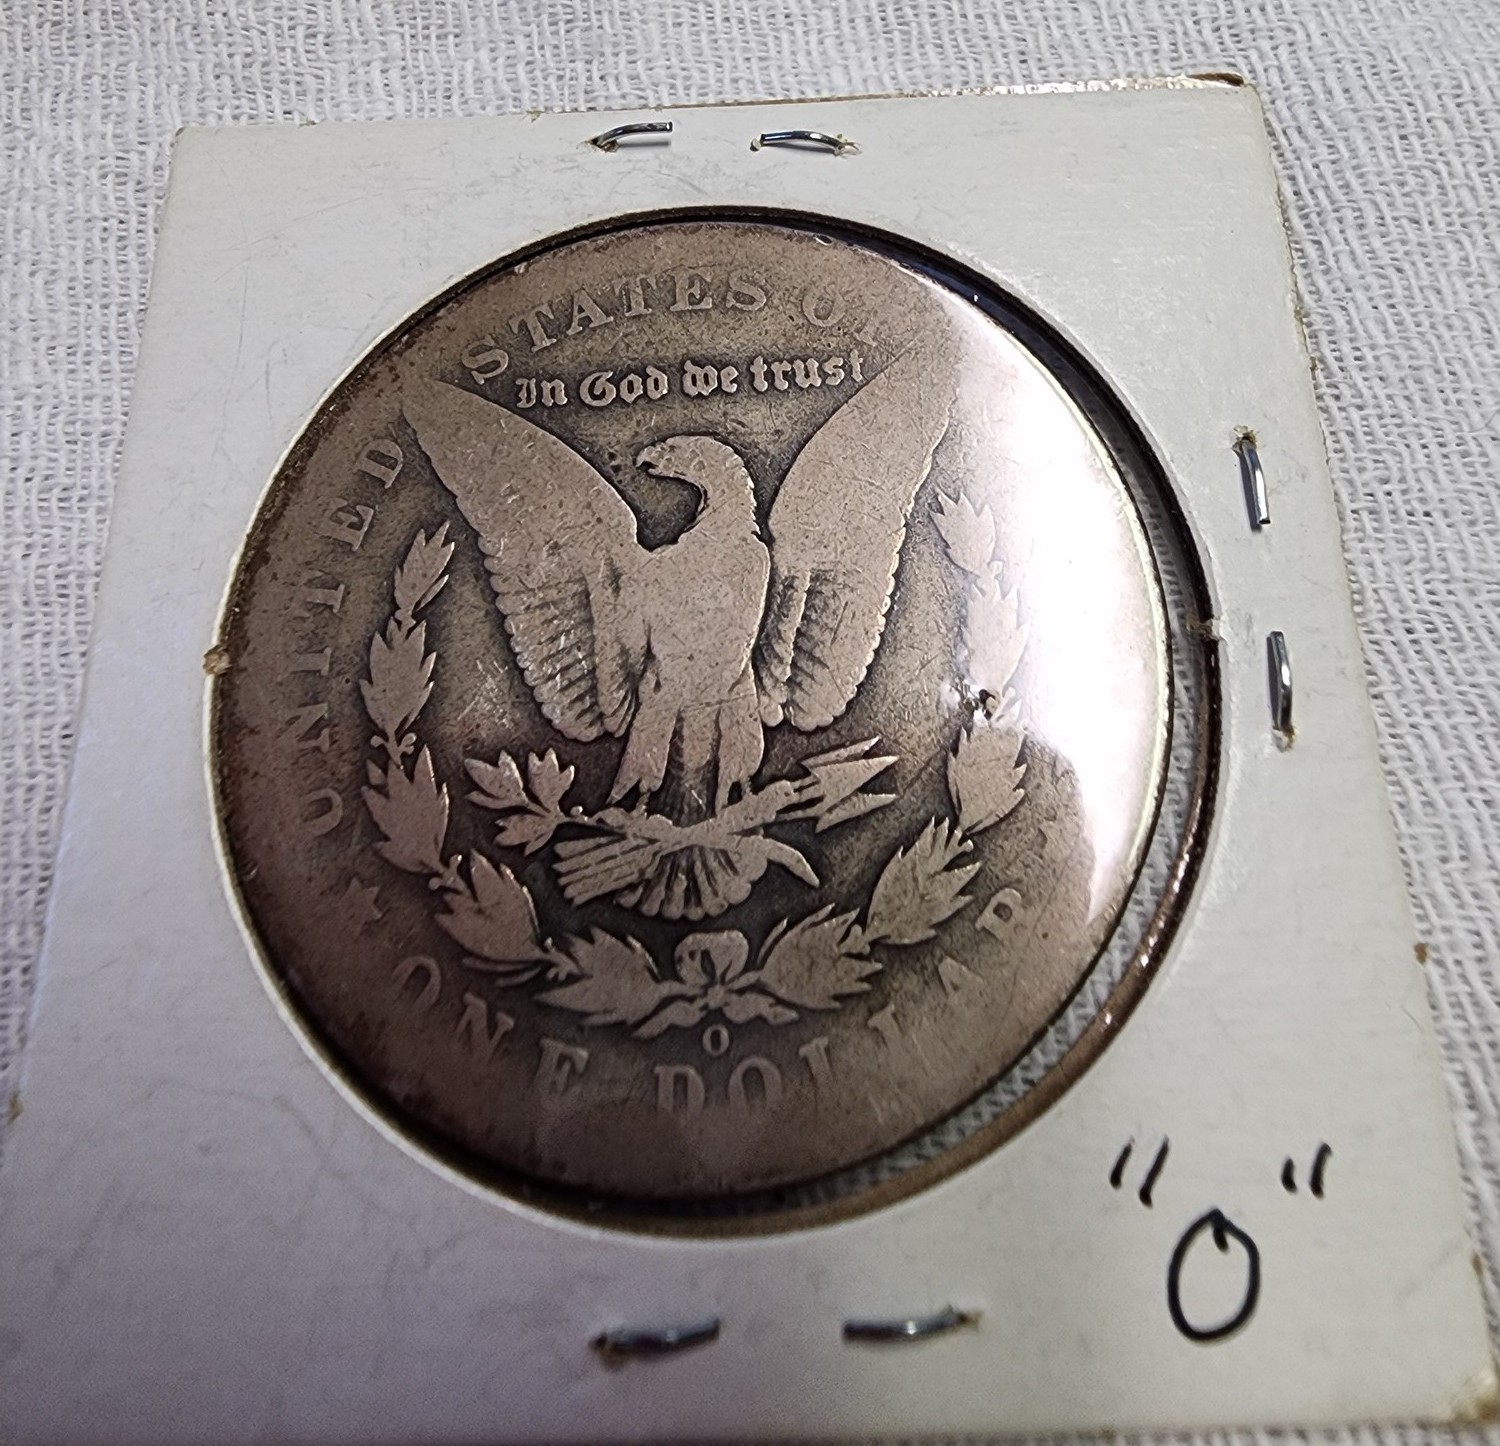 UNITED STATES OF
In God we trust
O
ONE DOLLAR
"O"